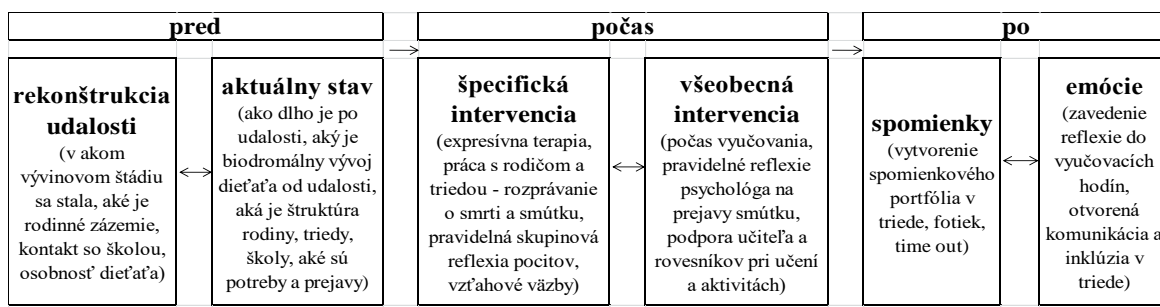 pred
počas
po
rekonštrukcia
udalosti
(v akom
vývinovom štádiu
sa stala, aké je
rodinné zázemie,
kontakt so školou,
osobnosť dieťaťa)
aktuálny stav
(ako dlho je po
udalosti, aký je
biodromálny vývoj
dieťaťa od udalosti,
aká je štruktúra
rodiny, triedy,
školy, aké sú
potreby a prejavy)
špecifická
intervencia
(expresívna terapia,
práca s rodičom a
triedou - rozprávanie
o smrti a smútku,
pravidelná skupinová
reflexia pocitov,
vzťahové väzby)
všeobecná
intervencia
(počas vyučovania,
pravidelné reflexie
psychológa na
prejavy smútku,
podpora učiteľa a
rovesníkov pri učení
a aktivitách)
spomienky
(vytvorenie
spomienkového
portfólia v
triede, fotiek,
time out)
emócie
(zavedenie
reflexie do
vyučovacích
hodín,
otvorená
komunikácia a
inklúzia v
triede)